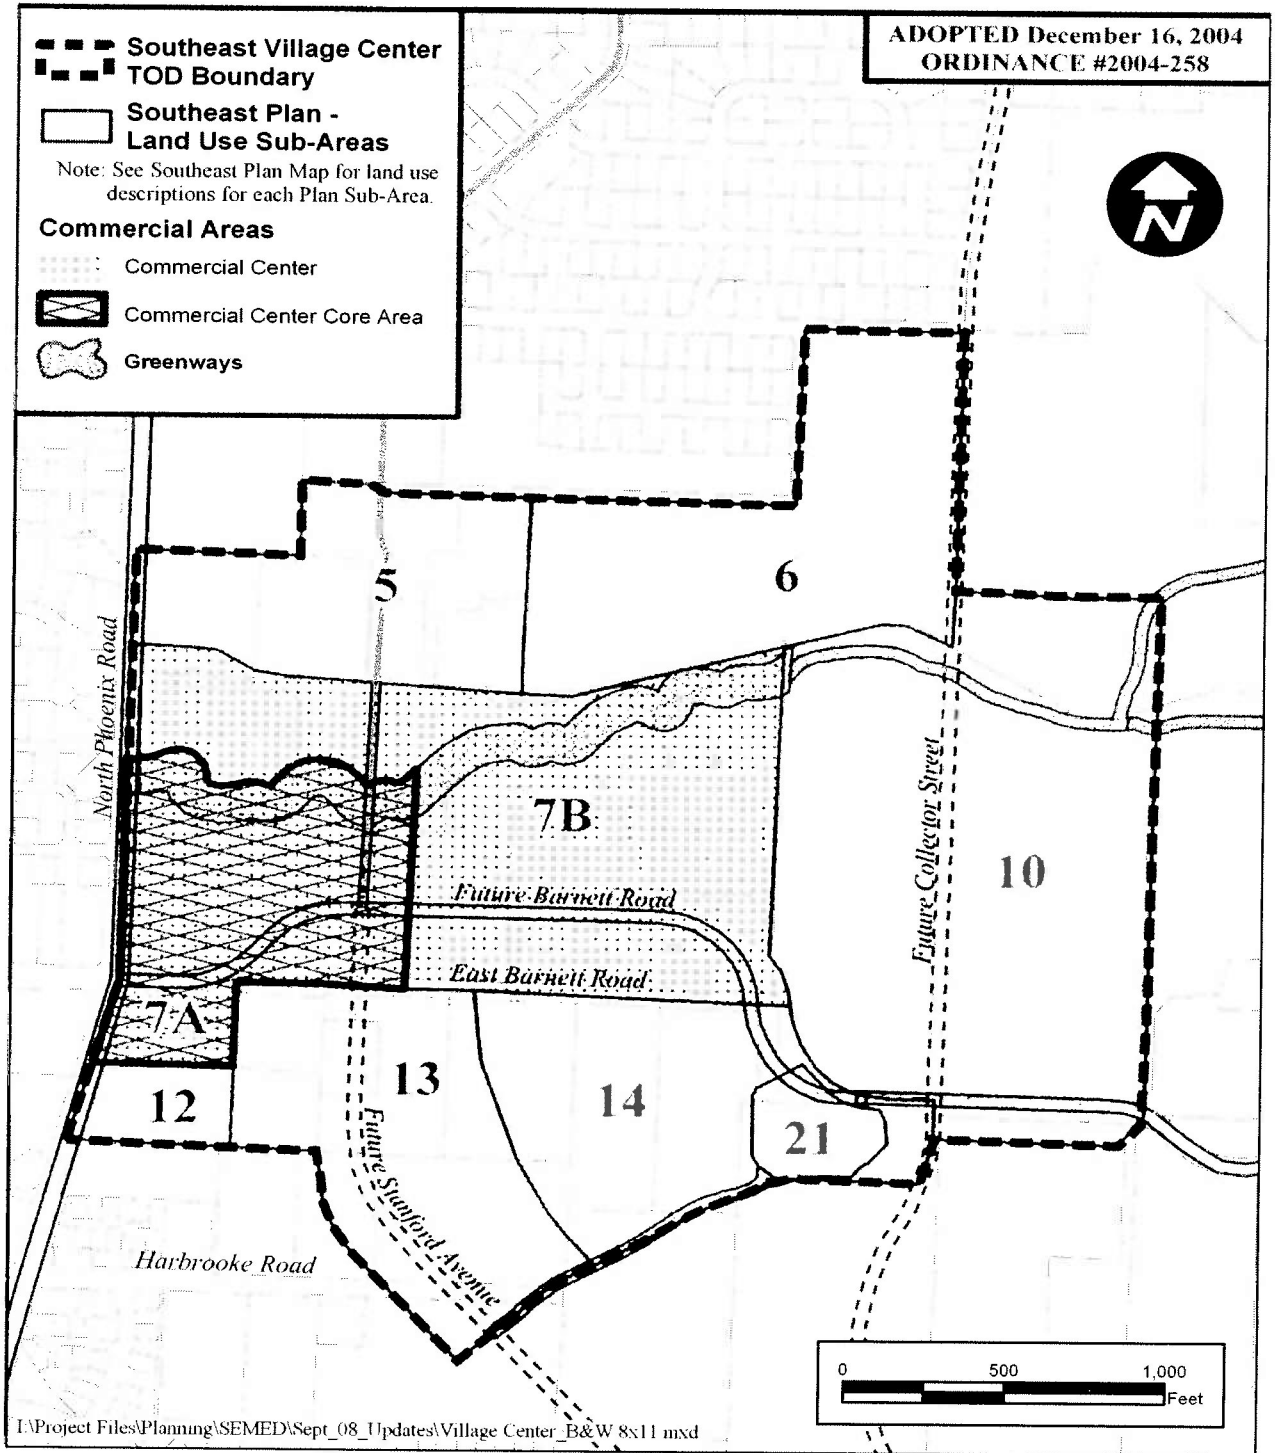 Southeast Village Center
TOD Boundary
Southeast Plan -
Land Use Sub-Areas
Note: See Southeast Plan Map for land use
descriptions for each Plan Sub-Area.
Commercial Areas
Commercial Center
Commercial Center Core Area
Greenways
ADOPTED December 16, 2004
ORDINANCE #2004-258
N
5
6
North Phoenix Road
7B
Future Collector Street
10
Future Barnett Road
East Barnett Road
7A
13
12
14
21
Future Stanford Avenue
Harbrooke Road
0 500 1,000
Feet
I:\Project Files\Planning\SEMED\Sept_08_Updates\Village Center_B&W 8x11 mxd